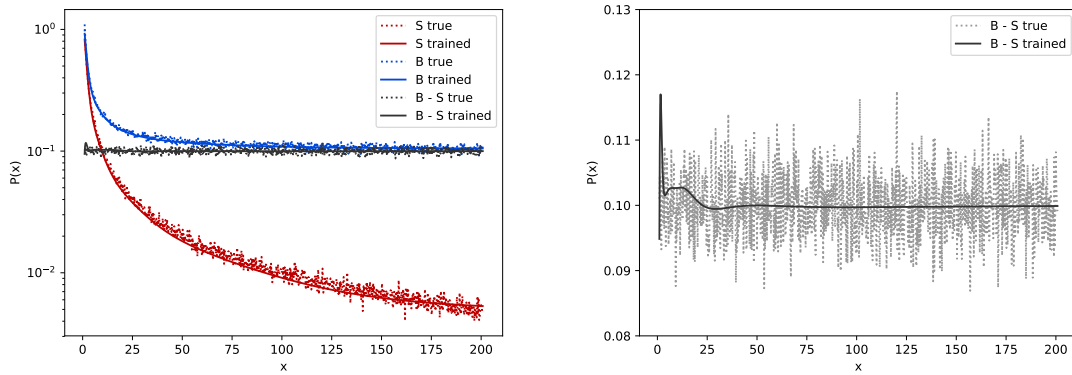 10⁰
10⁻¹
10⁻²
P(x)
0
25
50
75
100
125
150
175
200
x
S true
S trained
B true
B trained
B - S true
B - S trained
0.13
0.12
0.11
0.10
0.09
0.08
P(x)
0
25
50
75
100
125
150
175
200
x
B - S true
B - S trained